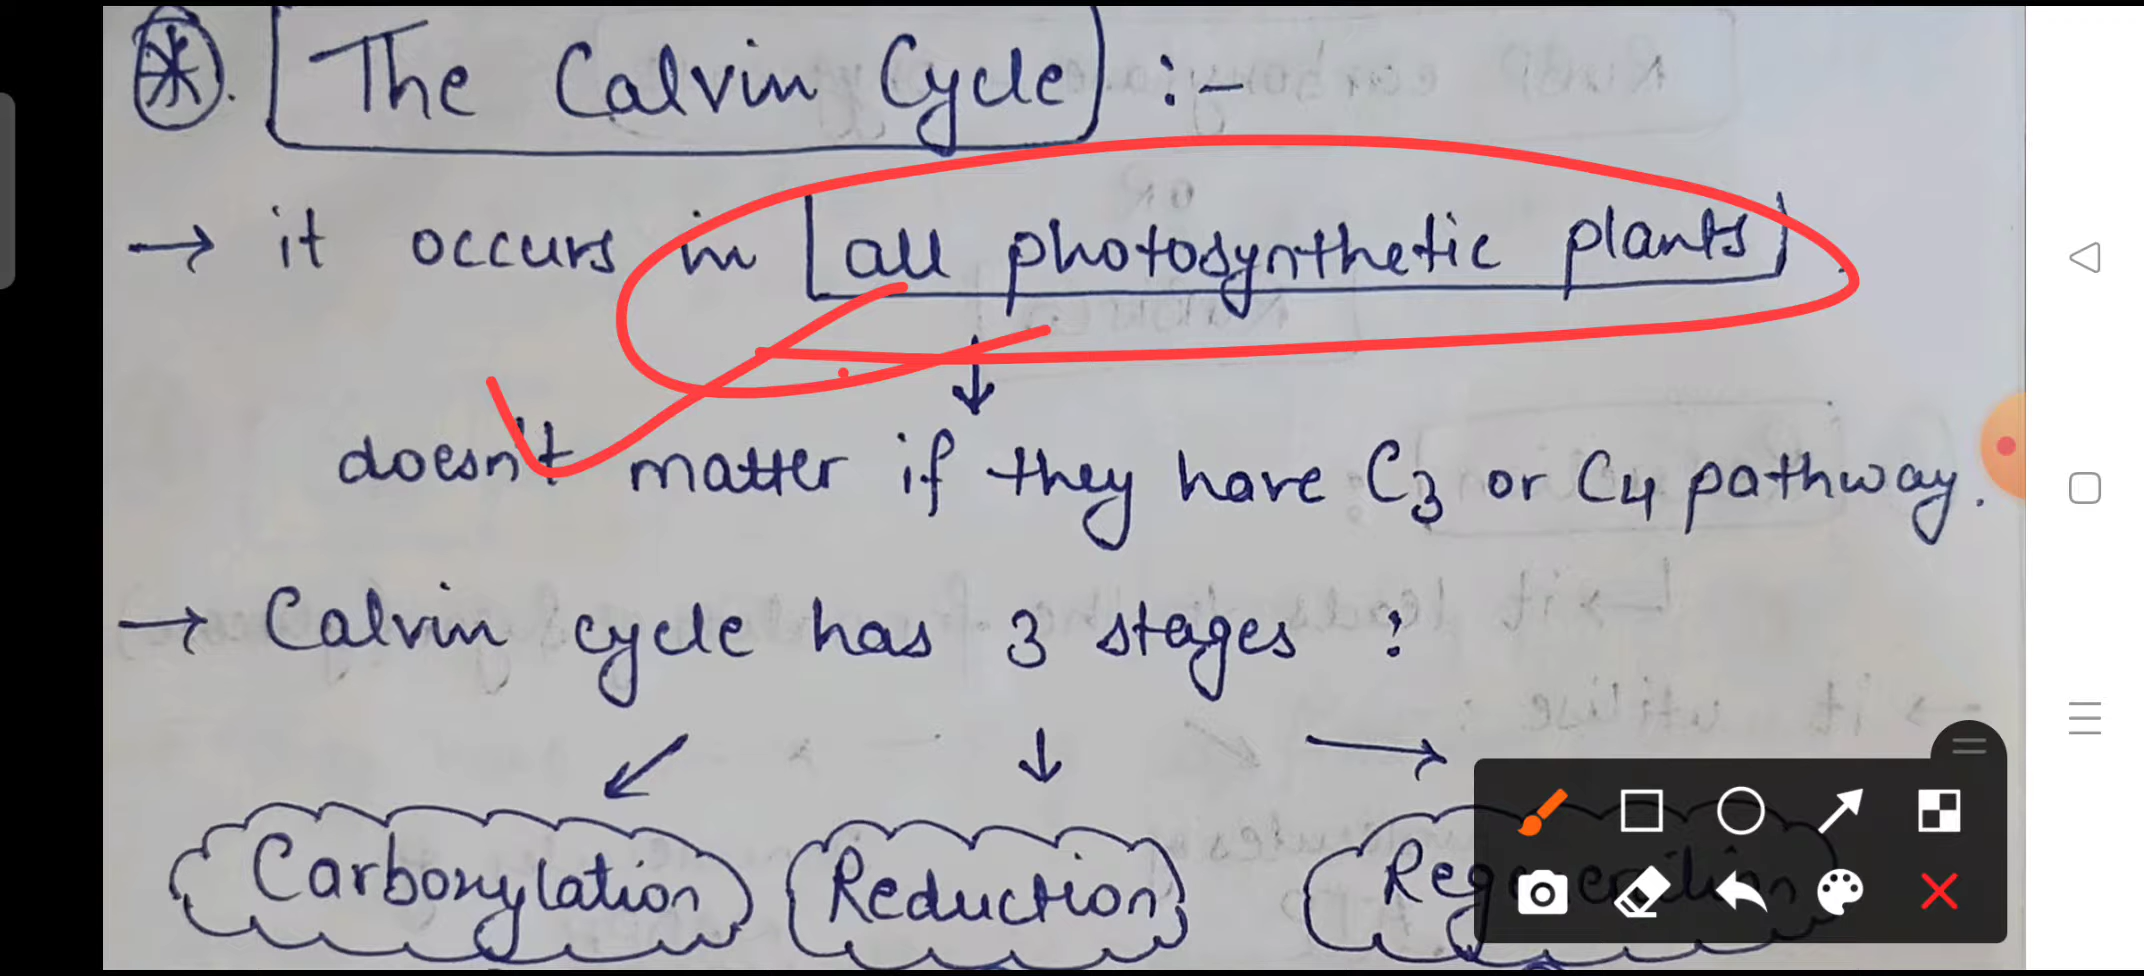 The Calvin Cycle :-
→ it occurs in all photosynthetic plants.
↓
doesn't matter if they have C3 or C4 pathway.
→ Calvin cycle has 3 stages :
↙ ↓ →
Carboxylation Reduction